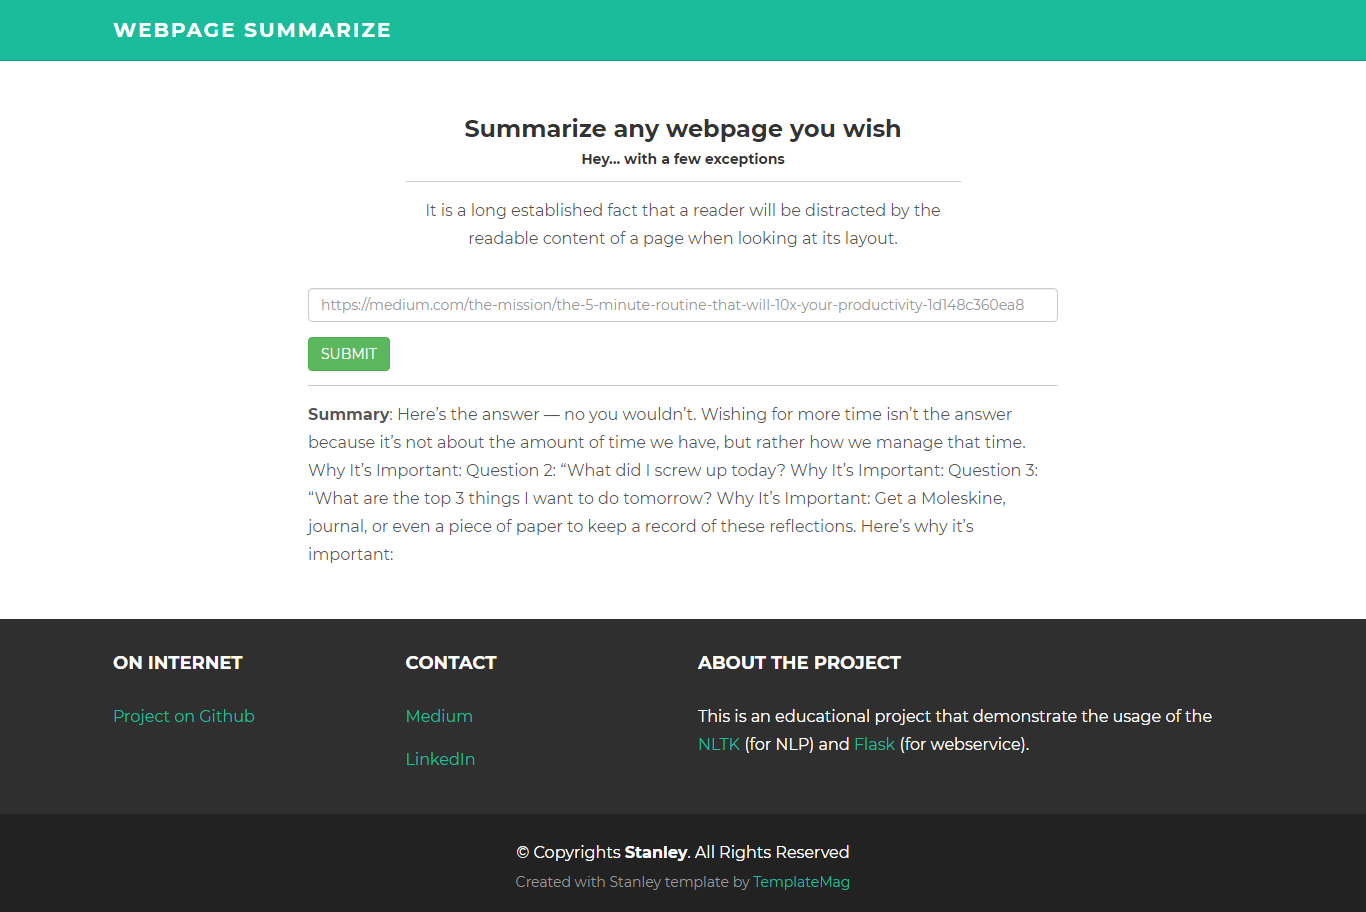 WEBPAGE SUMMARIZE
Summarize any webpage you wish
Hey... with a few exceptions
It is a long established fact that a reader will be distracted by the
readable content of a page when looking at its layout.
https://medium.com/the-mission/the-5-minute-routine-that-will-10x-your-productivity-1d148c360ea8
SUBMIT
Summary: Here’s the answer — no you wouldn’t. Wishing for more time isn’t the answer
because it’s not about the amount of time we have, but rather how we manage that time.
Why It’s Important: Question 2: “What did I screw up today? Why It’s Important: Question 3:
“What are the top 3 things I want to do tomorrow? Why It’s Important: Get a Moleskine,
journal, or even a piece of paper to keep a record of these reflections. Here’s why it’s
important:
ON INTERNET
Project on Github
CONTACT
Medium
LinkedIn
ABOUT THE PROJECT
This is an educational project that demonstrate the usage of the
NLTK (for NLP) and Flask (for webservice).
© Copyrights Stanley. All Rights Reserved
Created with Stanley template by TemplateMag